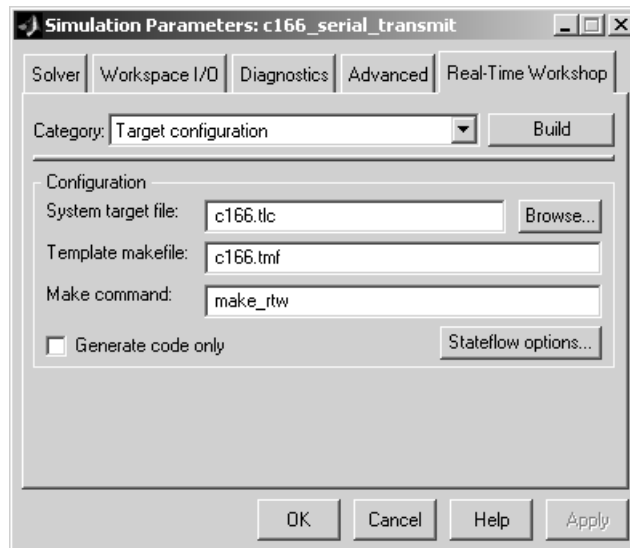 Simulation Parameters: c166_serial_transmit
Solver Workspace I/O Diagnostics Advanced Real-Time Workshop
Category: Target configuration Build
Configuration
System target file: c166.tlc Browse...
Template makefile: c166.tmf
Make command: make_rtw
Generate code only Stateflow options...
OK Cancel Help Apply